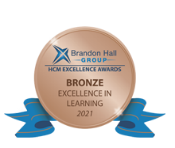 Brandon Hall
GROUP
HCM EXCELLENCE AWARDS
BRONZE
EXCELLENCE IN
LEARNING
2021